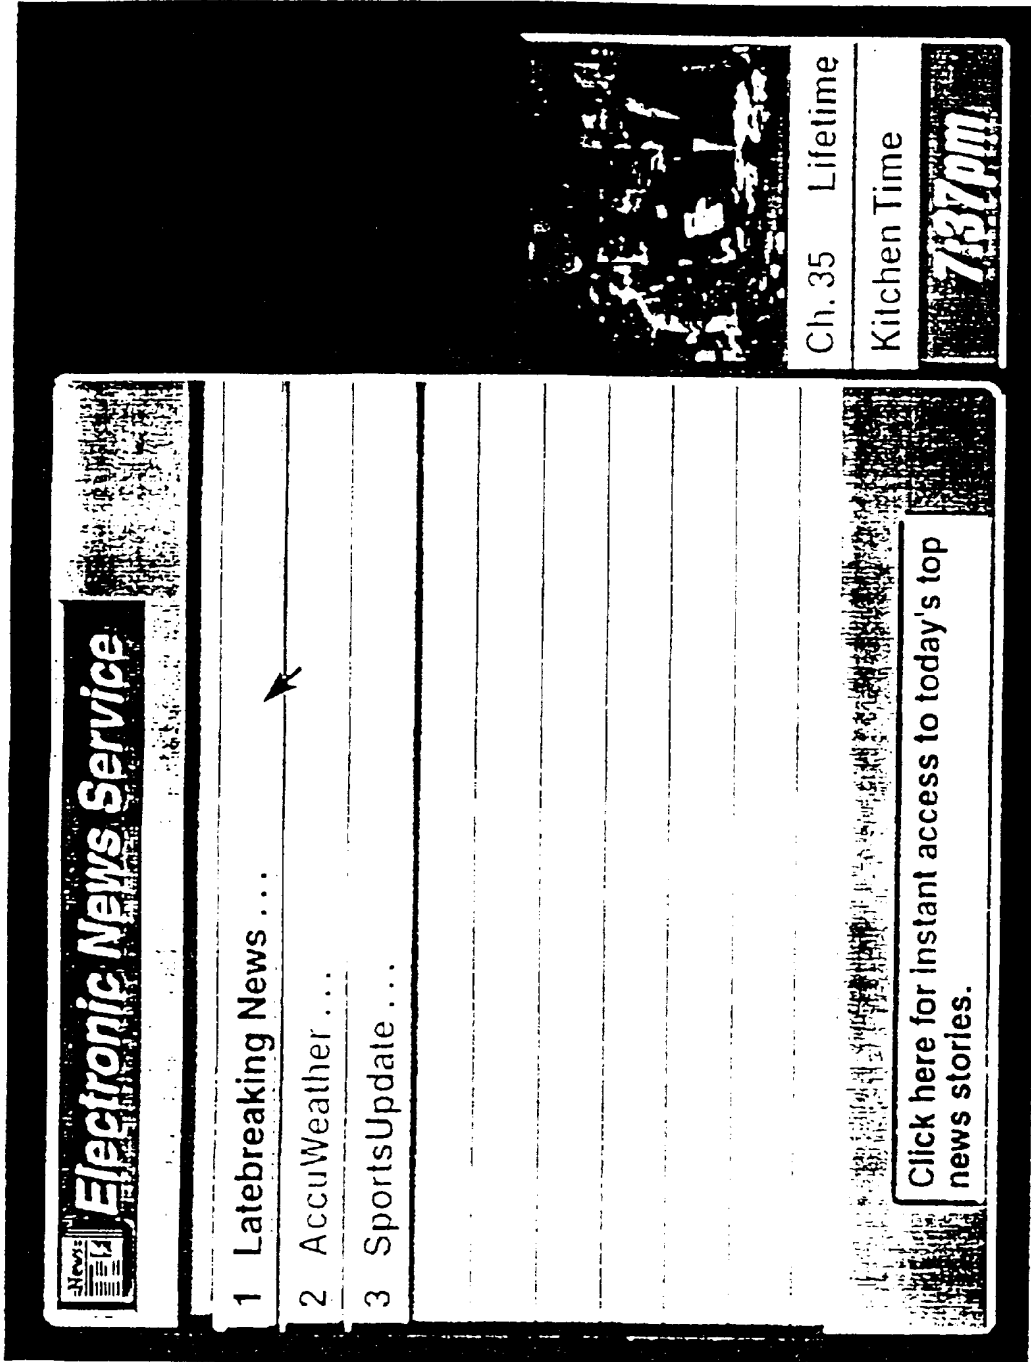 News
Electronic News Service
1 Latebreaking News...
2 AccuWeather...
3 SportsUpdate...
Click here for instant access to today's top
news stories.
Ch. 35 Lifetime
Kitchen Time
7:37pm